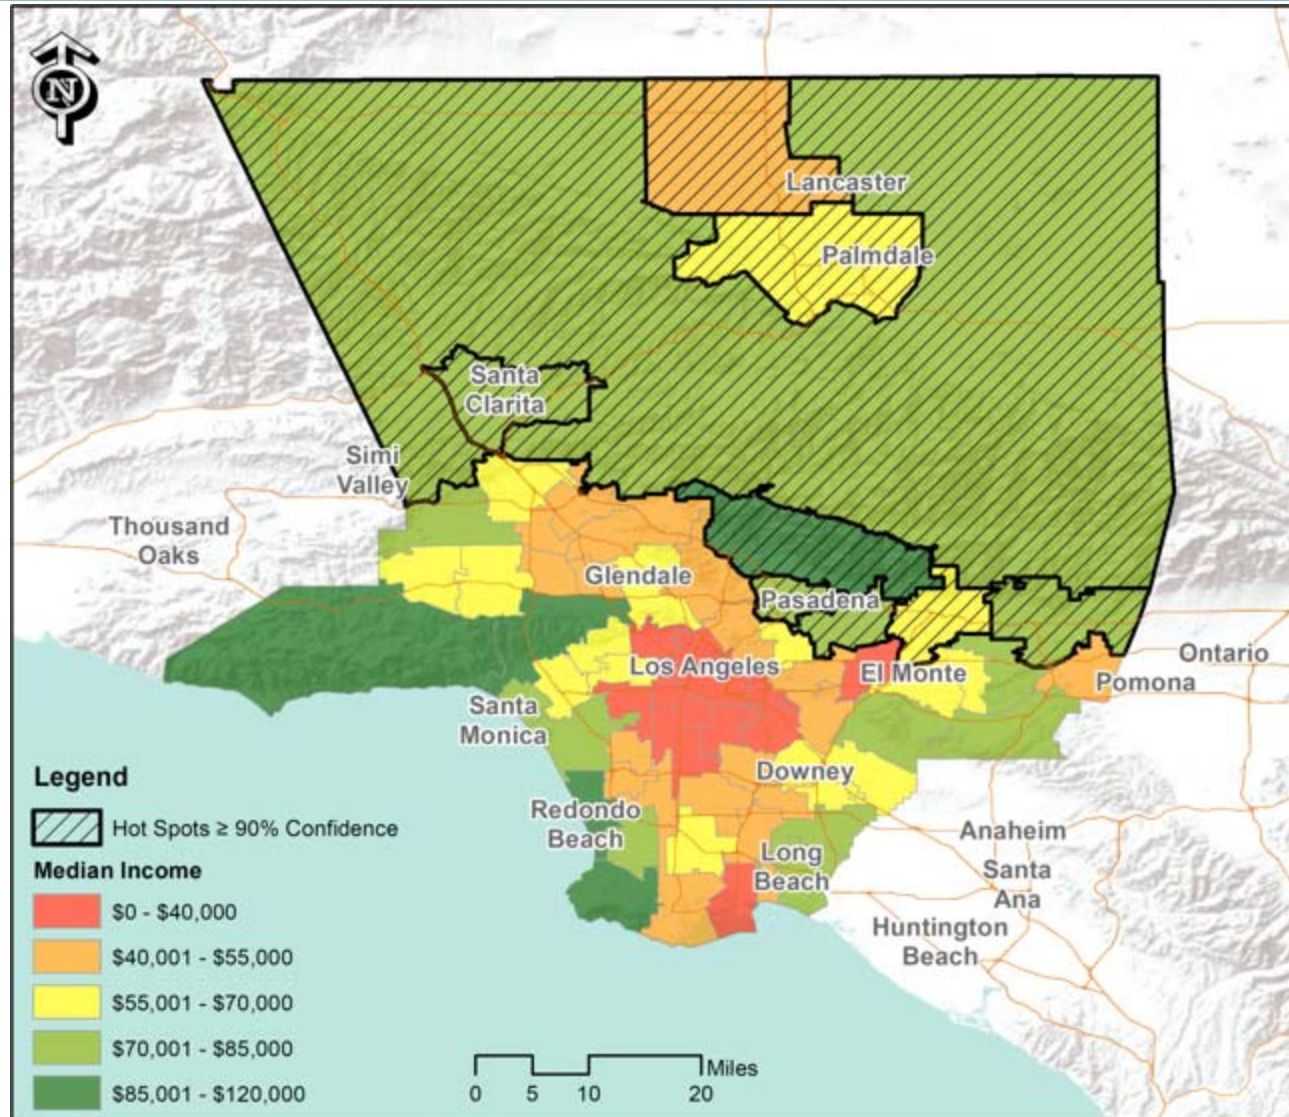 N
Lancaster
Palmdale
Santa
Clarita
Simi
Valley
Thousand
Oaks
Glendale
Pasadena
Los Angeles
El Monte
Ontario
Pomona
Santa
Monica
Downey
Redondo
Beach
Long
Beach
Anaheim
Santa
Ana
Huntington
Beach
Legend
Hot Spots ≥ 90% Confidence
Median Income
$0 - $40,000
$40,001 - $55,000
$55,001 - $70,000
$70,001 - $85,000
$85,001 - $120,000
Miles
0 5 10 20